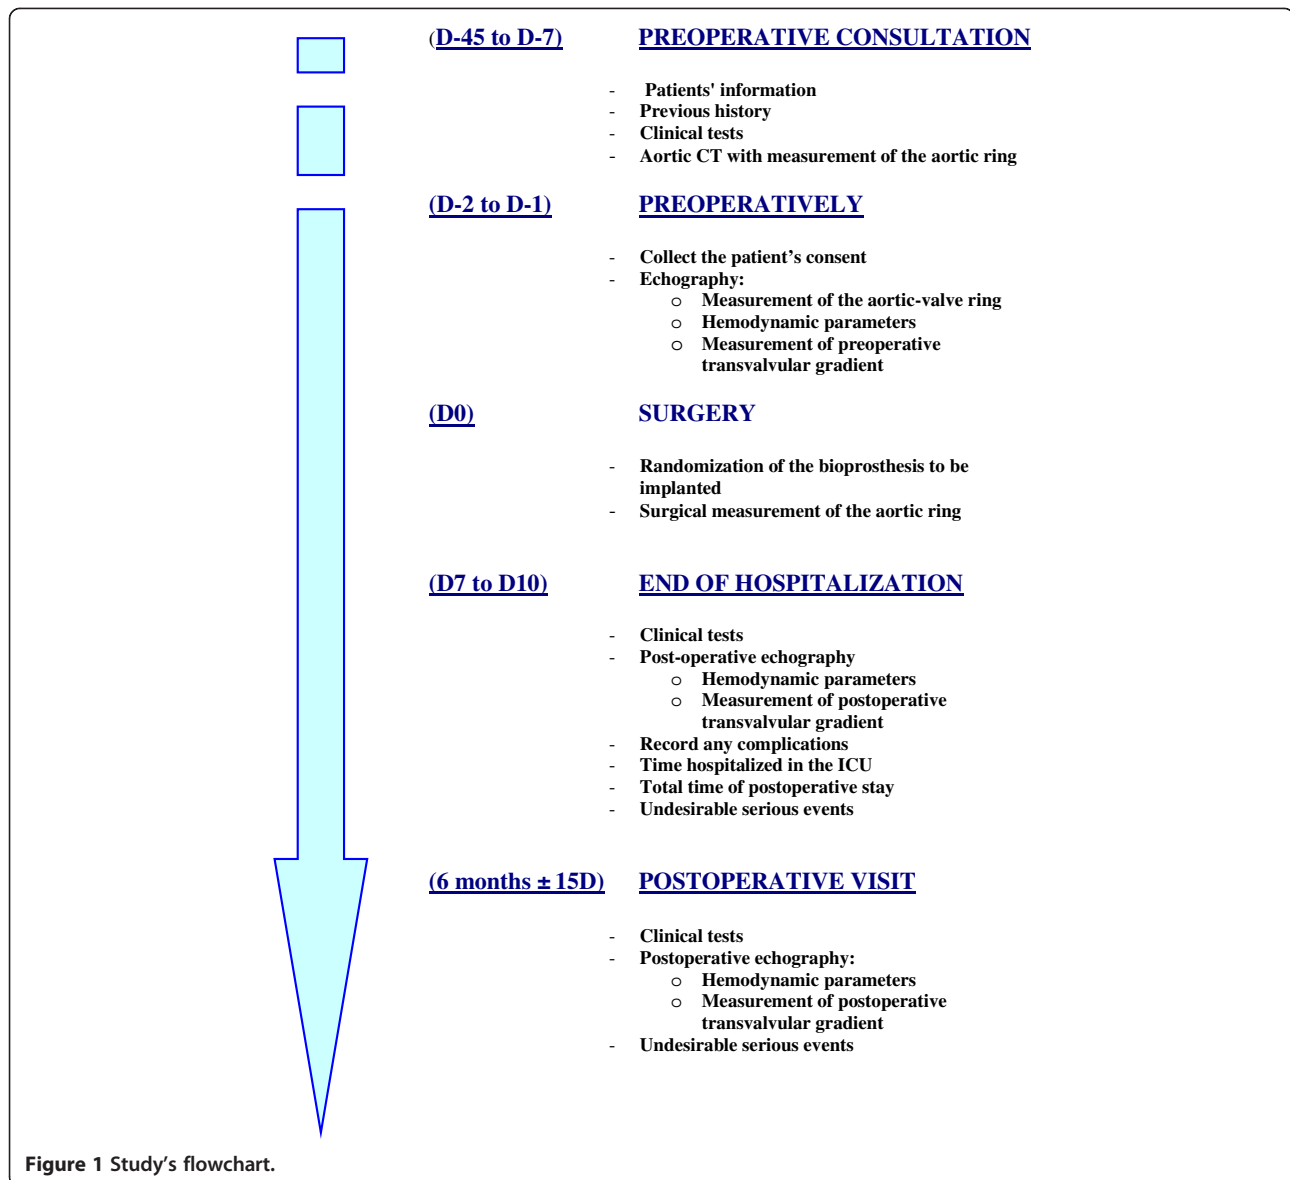 (D-45 to D-7) PREOPERATIVE CONSULTATION
- Patients' information
- Previous history
- Clinical tests
- Aortic CT with measurement of the aortic ring
(D-2 to D-1) PREOPERATIVELY
- Collect the patient’s consent
- Echography:
o Measurement of the aortic-valve ring
o Hemodynamic parameters
o Measurement of preoperative
transvalvular gradient
(D0) SURGERY
- Randomization of the bioprosthesis to be
implanted
- Surgical measurement of the aortic ring
(D7 to D10) END OF HOSPITALIZATION
- Clinical tests
- Post-operative echography
o Hemodynamic parameters
o Measurement of postoperative
transvalvular gradient
- Record any complications
- Time hospitalized in the ICU
- Total time of postoperative stay
- Undesirable serious events
(6 months ± 15D) POSTOPERATIVE VISIT
- Clinical tests
- Postoperative echography:
o Hemodynamic parameters
o Measurement of postoperative
transvalvular gradient
- Undesirable serious events
Figure 1 Study’s flowchart.